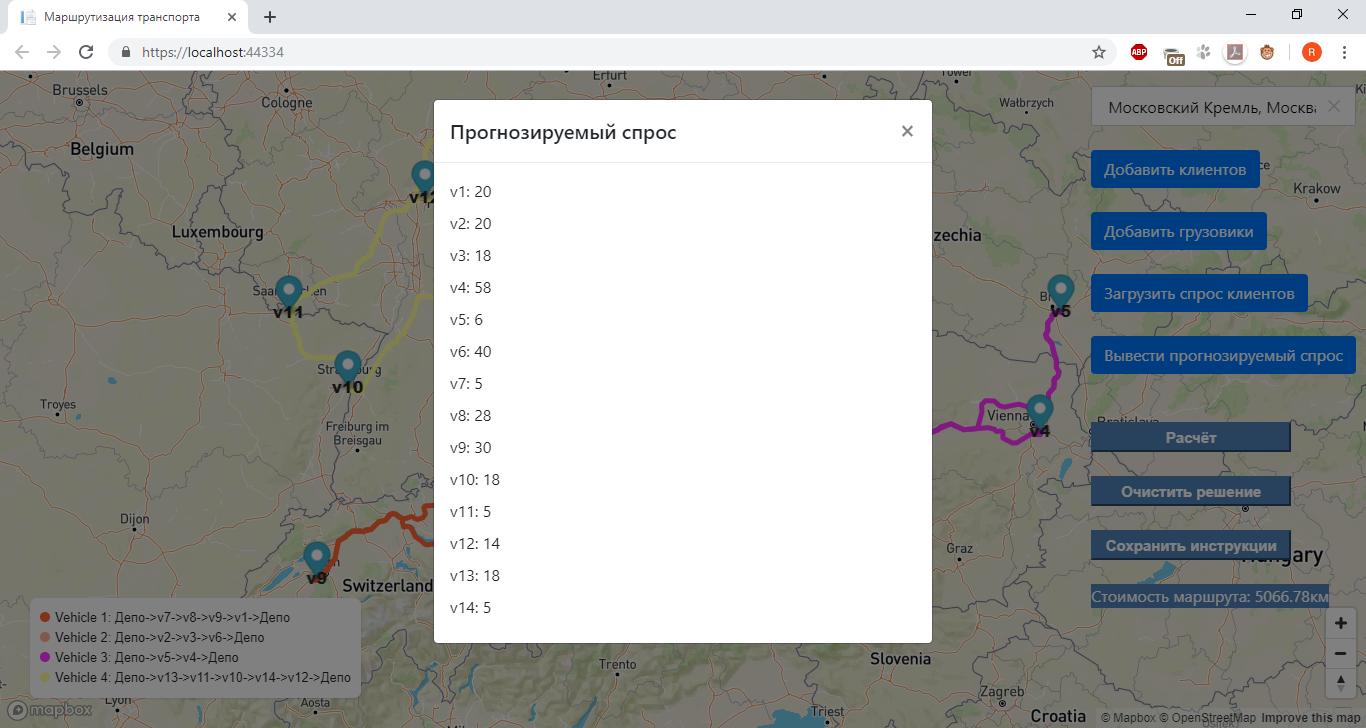 Маршрутизация транспорта
https://localhost:44334
ABP
Off
R
Прогнозируемый спрос
v1: 20
v2: 20
v3: 18
v4: 58
v5: 6
v6: 40
v7: 5
v8: 28
v9: 30
v10: 18
v11: 5
v12: 14
v13: 18
v14: 5
Московский Кремль, Москва
Добавить клиентов
Добавить грузовики
Загрузить спрос клиентов
Вывести прогнозируемый спрос
Расчёт
Очистить решение
Сохранить инструкции
Стоимость маршрута: 5066.78км
Brussels
Belgium
Cologne
Erfurt
Wałbrzych
Krakow
Luxembourg
v11
v10
v5
v4
v9
Troyes
Freiburg im
Breisgau
Vienna
Bratislava
Dijon
Switzerland
Graz
Hungary
Slovenia
Trento
Zagreb
Croatia
Triest
Aosta
Lyon
Vehicle 1: Депо->v7->v8->v9->v1->Депо
Vehicle 2: Депо->v2->v3->v6->Депо
Vehicle 3: Депо->v5->v4->Депо
Vehicle 4: Депо->v13->v11->v10->v14->v12->Депо
mapbox
© Mapbox © OpenStreetMap Improve this map